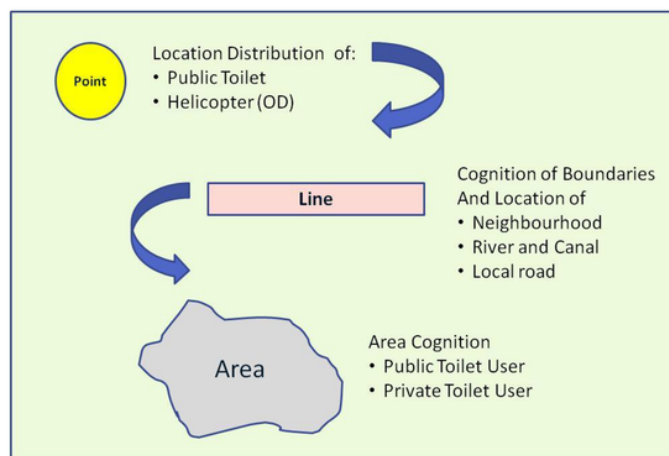 Point
Location Distribution of:
• Public Toilet
• Helicopter (OD)
Line
Cognition of Boundaries
And Location of
• Neighbourhood
• River and Canal
• Local road
Area
Area Cognition
• Public Toilet User
• Private Toilet User